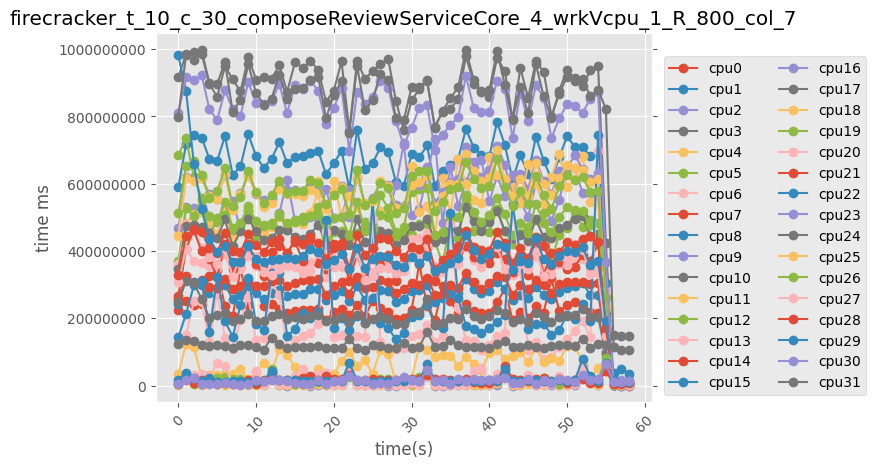 firecracker_t_10_c_30_composeReviewServiceCore_4_wrkVcpu_1_R_800_col_7
1000000000
800000000
600000000
400000000
200000000
0
time ms
0
10
20
30
40
50
60
time(s)
cpu0
cpu1
cpu2
cpu3
cpu4
cpu5
cpu6
cpu7
cpu8
cpu9
cpu10
cpu11
cpu12
cpu13
cpu14
cpu15
cpu16
cpu17
cpu18
cpu19
cpu20
cpu21
cpu22
cpu23
cpu24
cpu25
cpu26
cpu27
cpu28
cpu29
cpu30
cpu31